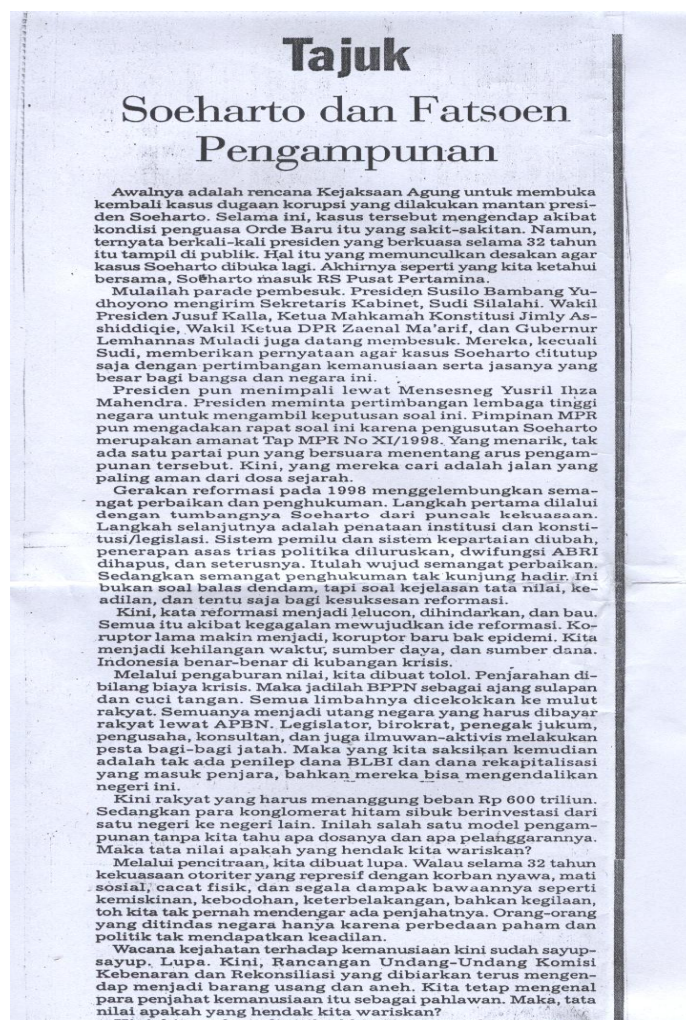 Tajuk
Soeharto dan Fatsoen
Pengampunan
Awalnya adalah rencana Kejaksaan Agung untuk membuka
kembali kasus dugaan korupsi yang dilakukan mantan presi-
den Soeharto. Selama ini, kasus tersebut mengendap akibat
kondisi penguasa Orde Baru itu yang sakit-sakitan. Namun,
ternyata berkali-kali presiden yang berkuasa selama 32 tahun
itu tampil di publik. Hal itu yang memunculkan desakan agar
kasus Soeharto dibuka lagi. Akhirnya seperti yang kita ketahui
bersama, Soeharto masuk RS Pusat Pertamina.
Mulailah parade pembesuk. Presiden Susilo Bambang Yu-
dhoyono mengirim Sekretaris Kabinet, Sudi Silalahi. Wakil
Presiden Jusuf Kalla, Ketua Mahkamah Konstitusi Jimly As-
shiddiqie, Wakil Ketua DPR Zaenal Ma'arif, dan Gubernur
Lemhannas Muladi juga datang membesuk. Mereka, kecuali
Sudi, memberikan pernyataan agar kasus Soeharto ditutup
saja dengan pertimbangan kemanusiaan serta jasanya yang
besar bagi bangsa dan negara ini.
Presiden pun menimpali lewat Mensesneg Yusril Ihza
Mahendra. Presiden meminta pertimbangan lembaga tinggi
negara untuk mengambil keputusan soal ini. Pimpinan MPR
pun mengadakan rapat soal ini karena pengusutan Soeharto
merupakan amanat Tap MPR No XI/1998. Yang menarik, tak
ada satu partai pun yang bersuara menentang arus pengam-
punan tersebut. Kini, yang mereka cari adalah jalan yang
paling aman dari dosa sejarah.
Gerakan reformasi pada 1998 menggelembungkan sema-
ngat perbaikan dan penghukuman. Langkah pertama dilalui
dengan tumbangnya Soeharto dari puncak kekuasaan.
Langkah selanjutnya adalah penataan institusi dan konsti-
tusi/legislasi. Sistem pemilu dan sistem kepartaian diubah,
penerapan asas trias politika diluruskan, dwifungsi ABRI
dihapus, dan seterusnya. Itulah wujud semangat perbaikan.
Sedangkan semangat penghukuman tak kunjung hadir. Ini
bukan soal balas dendam, tapi soal kejelasan tata nilai, ke-
adilan, dan tentu saja bagi kesuksesan reformasi.
Kini, kata reformasi menjadi lelucon, dihindarkan, dan bau.
Semua itu akibat kegagalan mewujudkan ide reformasi. Ko-
ruptor lama makin menjadi, koruptor baru bak epidemi. Kita
menjadi kehilangan waktu, sumber daya, dan sumber dana.
Indonesia benar-benar di kubangan krisis.
Melalui pengaburan nilai, kita dibuat tolol. Penjarahan di-
bilang biaya krisis. Maka jadilah BPPN sebagai ajang sulapan
dan cuci tangan. Semua limbahnya dicekokkan ke mulut
rakyat. Semuanya menjadi utang negara yang harus dibayar
rakyat lewat APBN. Legislator, birokrat, penegak jukum,
pengusaha, konsultan, dan juga ilmuwan-aktivis melakukan
pesta bagi-bagi jatah. Maka yang kita saksikan kemudian
adalah tak ada penilep dana BLBI dan dana rekapitalisasi
yang masuk penjara, bahkan mereka bisa mengendalikan
negeri ini.
Kini rakyat yang harus menanggung beban Rp 600 triliun.
Sedangkan para konglomerat hitam sibuk berinvestasi dari
satu negeri ke negeri lain. Inilah salah satu model pengam-
punan tanpa kita tahu apa dosanya dan apa pelanggarannya.
Maka tata nilai apakah yang hendak kita wariskan?
Melalui pencitraan, kita dibuat lupa. Walau selama 32 tahun
kekuasaan otoriter yang represif dengan korban nyawa, mati
sosial, cacat fisik, dan segala dampak bawaannya seperti
kemiskinan, kebodohan, keterbelakangan, bahkan kegilaan,
toh kita tak pernah mendengar ada penjahatnya. Orang-orang
yang ditindas negara hanya karena perbedaan paham dan
politik tak mendapatkan keadilan.
Wacana kejahatan terhadap kemanusiaan kini sudah sayup-
sayup. Lupa. Kini, Rancangan Undang-Undang Komisi
Kebenaran dan Rekonsiliasi yang dibiarkan terus mengen-
dap menjadi barang usang dan aneh. Kita tetap mengenal
para penjahat kemanusiaan itu sebagai pahlawan. Maka, tata
nilai apakah yang hendak kita wariskan?